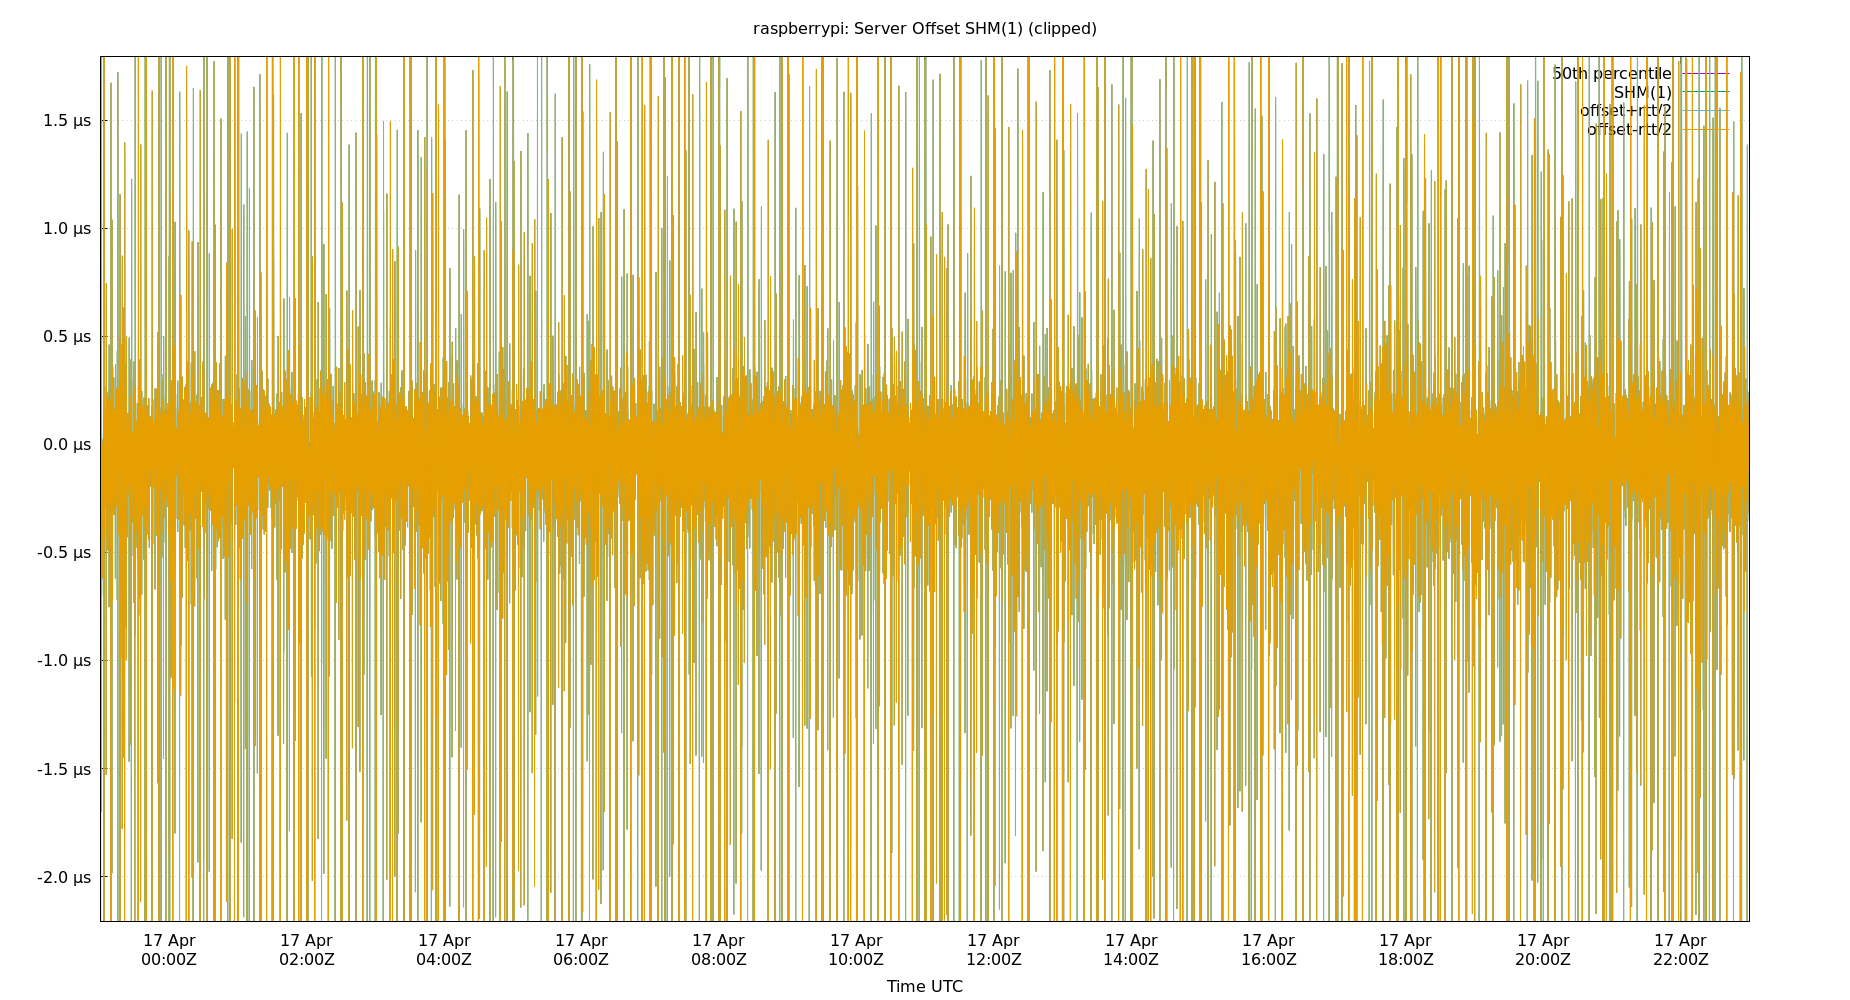 raspberrypi: Server Offset SHM(1) (clipped)
50th percentile
SHM(1)
offset+rtt/2
offset-rtt/2
1.5 µs
1.0 µs
0.5 µs
0.0 µs
-0.5 µs
-1.0 µs
-1.5 µs
-2.0 µs
17 Apr 17 Apr 17 Apr 17 Apr 17 Apr 17 Apr 17 Apr 17 Apr 17 Apr 17 Apr 17 Apr 17 Apr
00:00Z 02:00Z 04:00Z 06:00Z 08:00Z 10:00Z 12:00Z 14:00Z 16:00Z 18:00Z 20:00Z 22:00Z
Time UTC